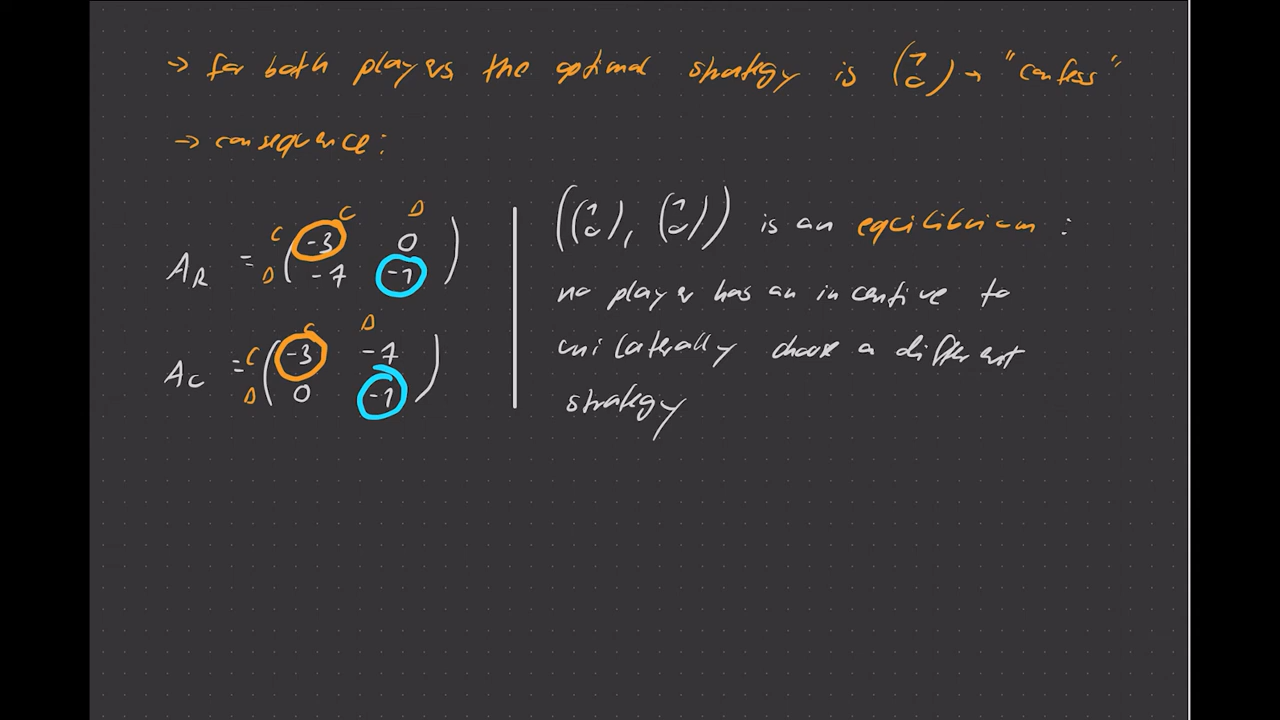 → for both players the optimal strategy is (1 0) → "confess"
→ consequence:
C D
A_R = C (-3 0)
D (-7 -1)
C D
A_C = C (-3 -7)
D (0 -1)
((1 0), (1 0)) is an equilibrium:
no player has an incentive to
unilaterally choose a different
strategy